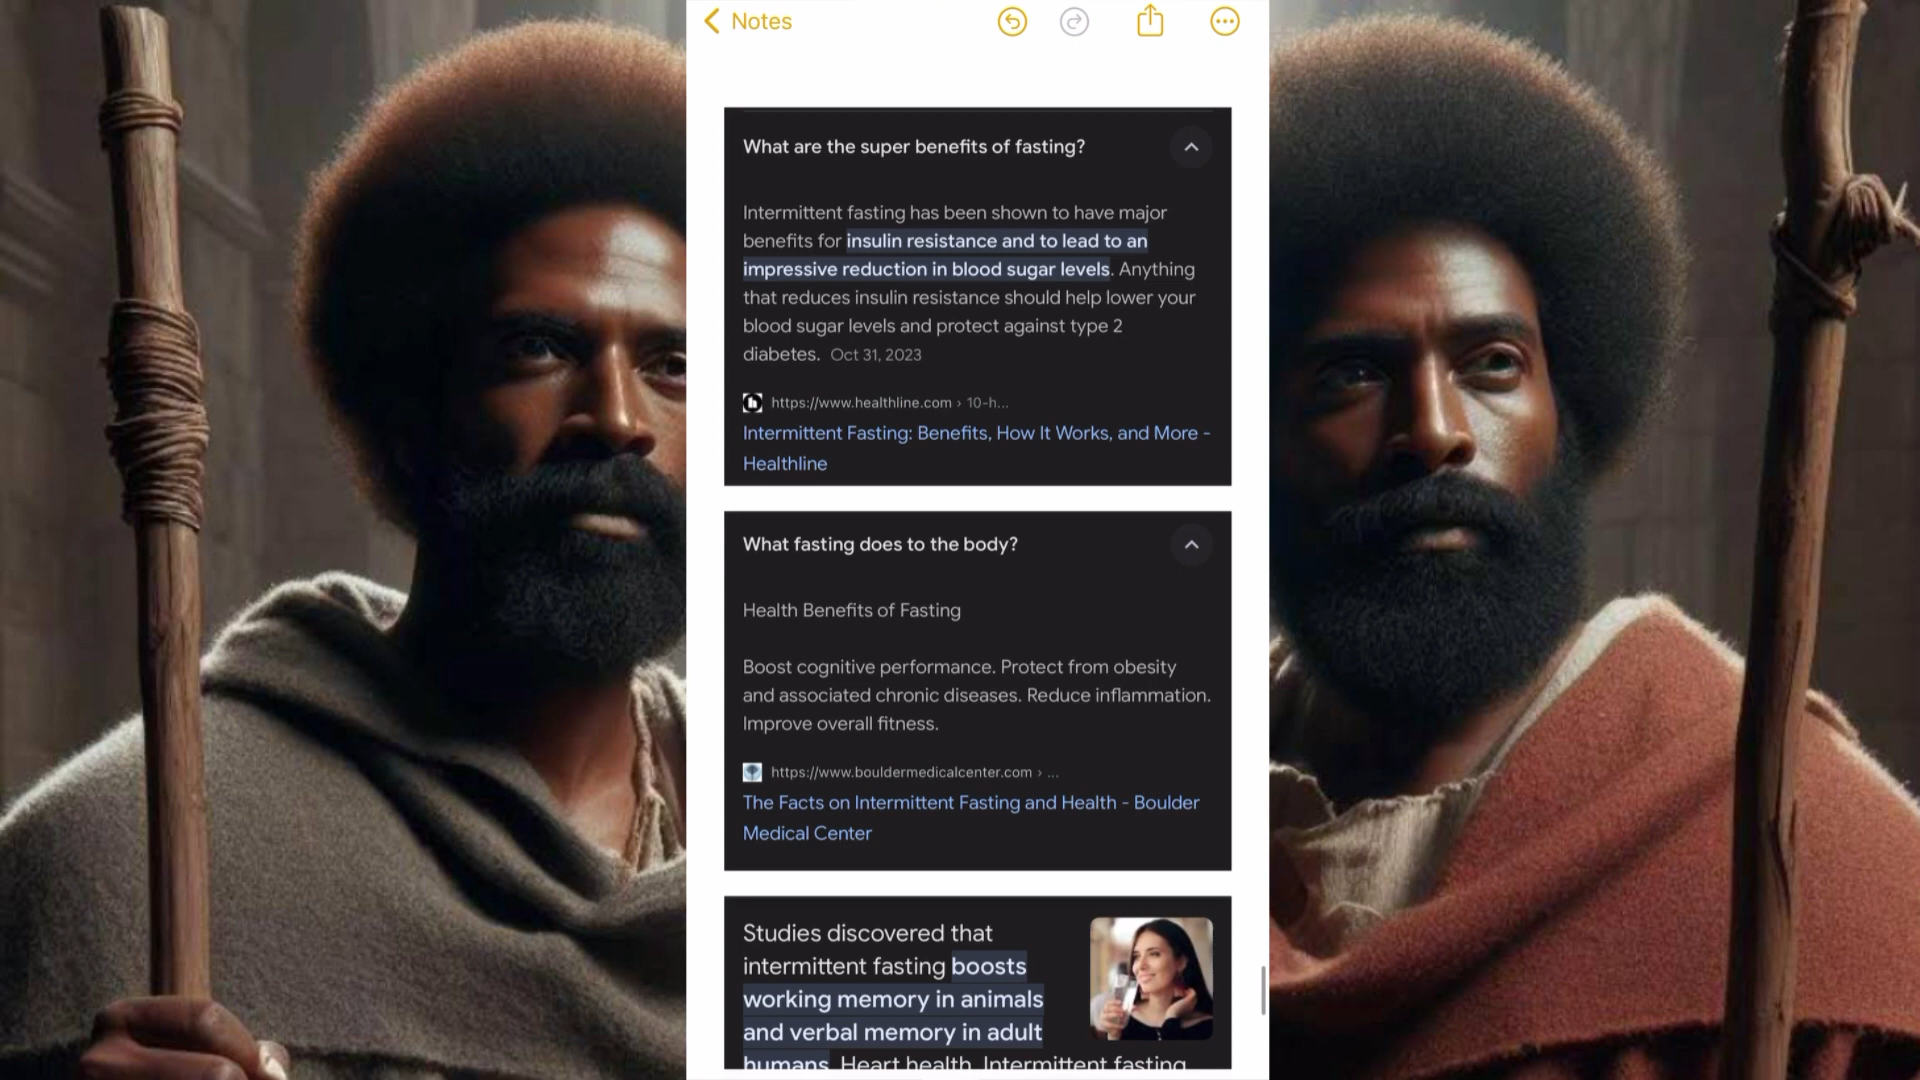 Notes
What are the super benefits of fasting?
Intermittent fasting has been shown to have major
benefits for insulin resistance and to lead to an
impressive reduction in blood sugar levels. Anything
that reduces insulin resistance should help lower your
blood sugar levels and protect against type 2
diabetes. Oct 31, 2023
https://www.healthline.com › 10-h...
Intermittent Fasting: Benefits, How It Works, and More -
Healthline
What fasting does to the body?
Health Benefits of Fasting
Boost cognitive performance. Protect from obesity
and associated chronic diseases. Reduce inflammation.
Improve overall fitness.
https://www.bouldermedicalcenter.com › ...
The Facts on Intermittent Fasting and Health - Boulder
Medical Center
Studies discovered that
intermittent fasting boosts
working memory in animals
and verbal memory in adult
humans. Heart health. Intermittent fasting